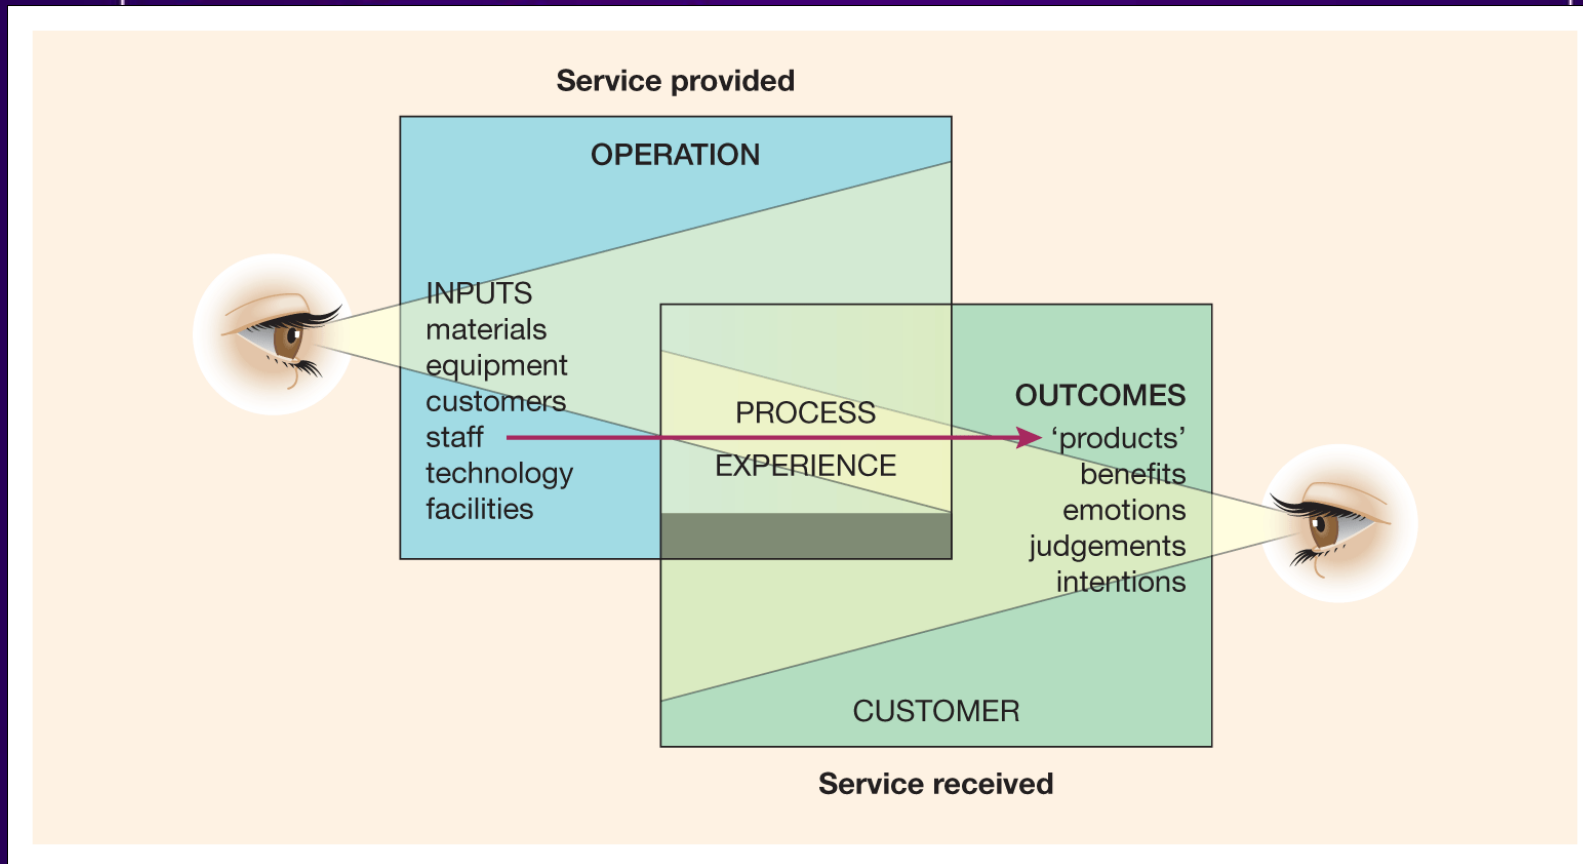 Service provided
OPERATION
INPUTS
materials
equipment
customers
staff
technology
facilities
PROCESS
EXPERIENCE
OUTCOMES
‘products’
benefits
emotions
judgements
intentions
CUSTOMER
Service received